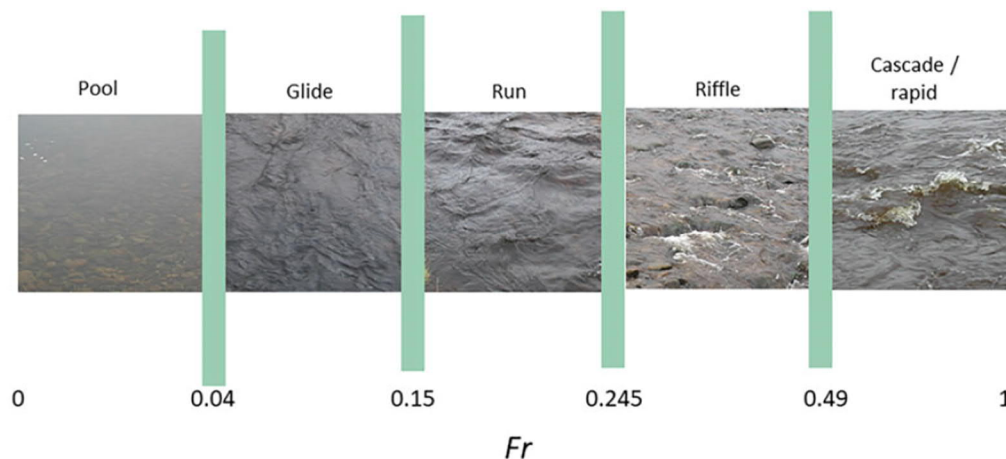 Pool
Glide
Run
Riffle
Cascade /
rapid
0
0.04
0.15
0.245
0.49
1
Fr